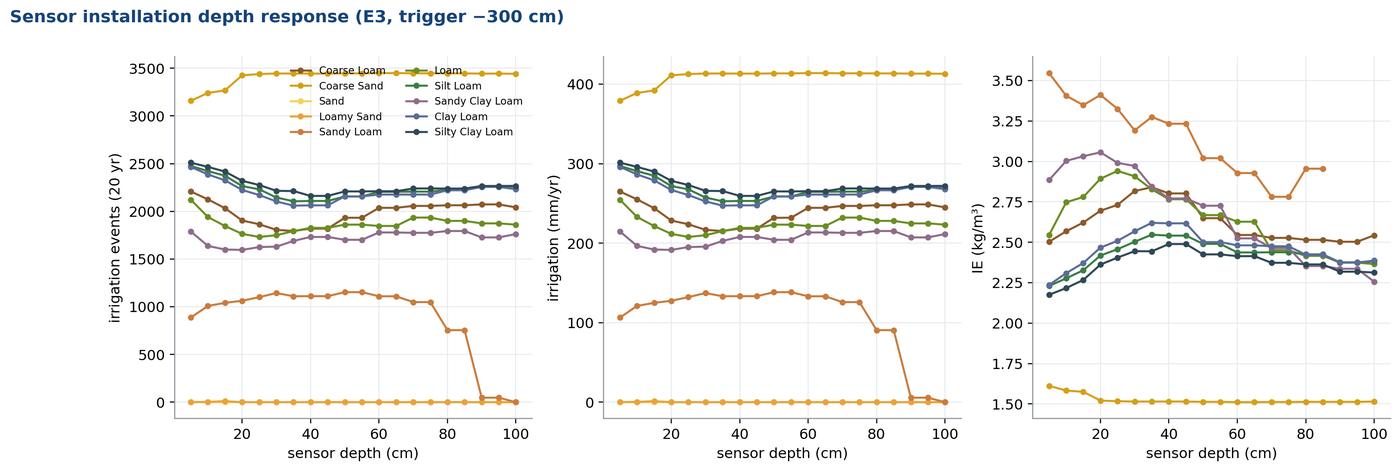 Sensor installation depth response (E3, trigger −300 cm)
irrigation events (20 yr)
3500
3000
2500
2000
1500
1000
500
0
20
40
60
80
100
sensor depth (cm)
Coarse Loam
Coarse Sand
Sand
Loamy Sand
Sandy Loam
Loam
Silt Loam
Sandy Clay Loam
Clay Loam
Silty Clay Loam
irrigation (mm/yr)
400
300
200
100
0
20
40
60
80
100
sensor depth (cm)
IE (kg/m³)
3.50
3.25
3.00
2.75
2.50
2.25
2.00
1.75
1.50
20
40
60
80
100
sensor depth (cm)